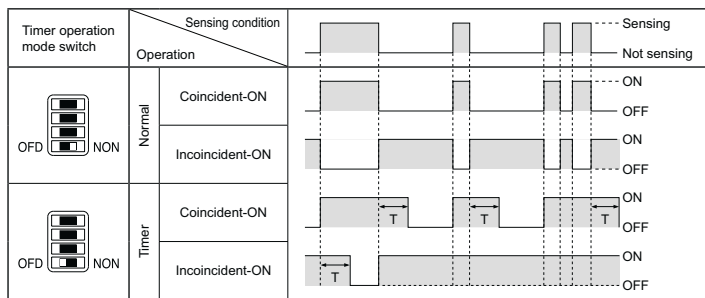 Timer operation
mode switch
Sensing condition
Operation
Sensing
Not sensing
OFD
NON
Normal
Coincident-ON
ON
OFF
Incoincident-ON
ON
OFF
OFD
NON
Timer
Coincident-ON
T
T
T
ON
OFF
Incoincident-ON
T
ON
OFF